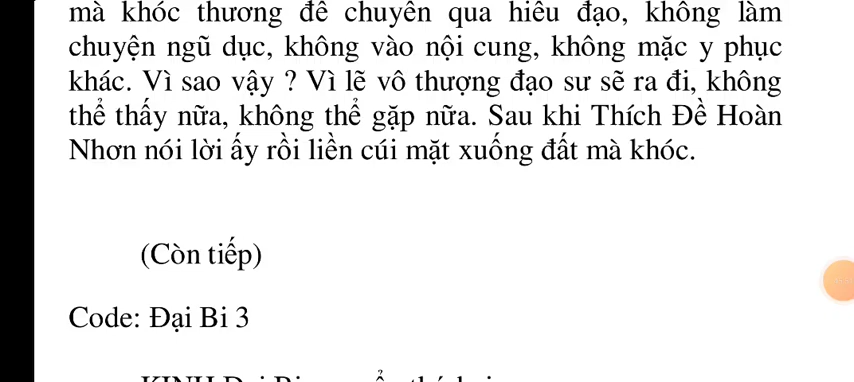 mà khóc thương để chuyển qua hiếu đạo, không làm
chuyện ngũ dục, không vào nội cung, không mặc y phục
khác. Vì sao vậy ? Vì lẽ vô thượng đạo sư sẽ ra đi, không
thể thấy nữa, không thể gặp nữa. Sau khi Thích Đề Hoàn
Nhơn nói lời ấy rồi liền cúi mặt xuống đất mà khóc.
(Còn tiếp)
Code: Đại Bi 3